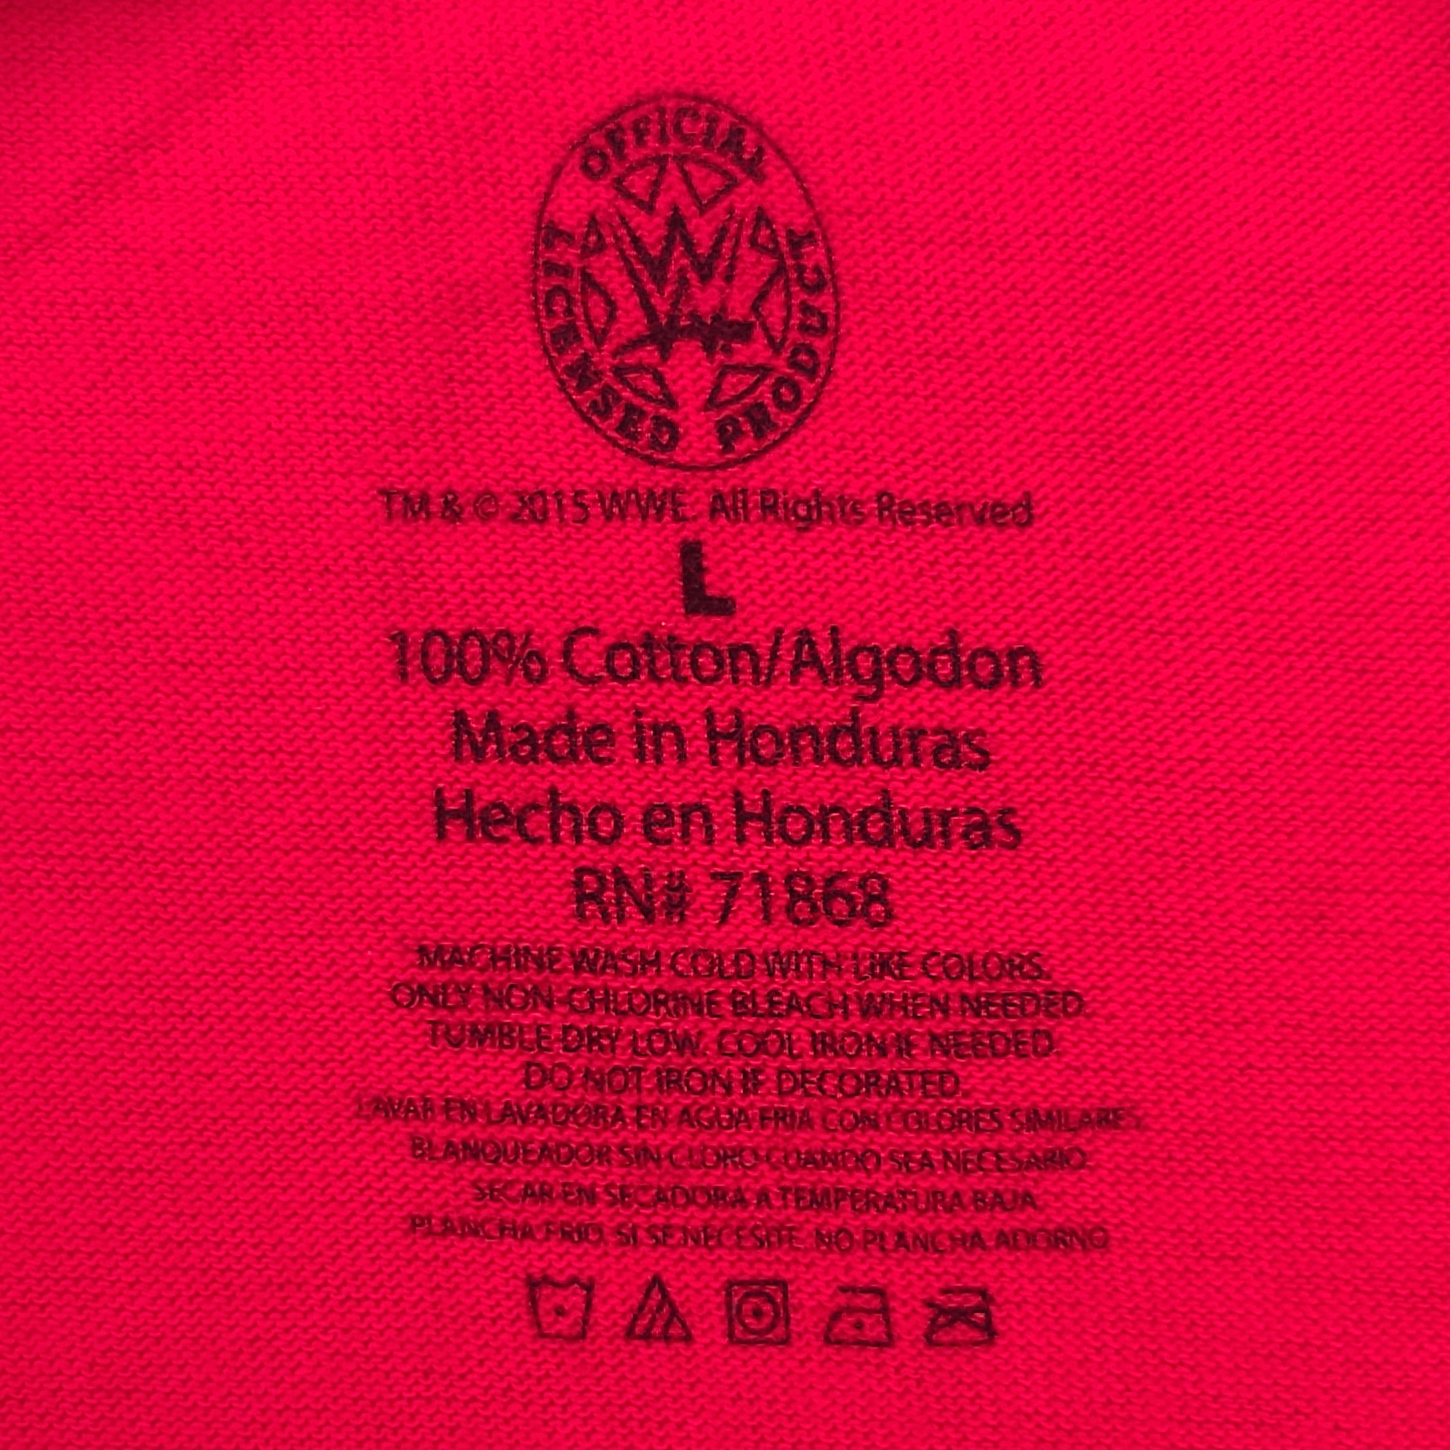 OFFICIAL
LICENSED PRODUCT
W
TM & © 2015 WWE. All Rights Reserved
L
100% Cotton/Algodon
Made in Honduras
Hecho en Honduras
RN# 71868
MACHINE WASH COLD WITH LIKE COLORS.
ONLY NON-CHLORINE BLEACH WHEN NEEDED.
TUMBLE DRY LOW. COOL IRON IF NEEDED.
DO NOT IRON IF DECORATED.
LAVAR EN LAVADORA EN AGUA FRIA CON COLORES SIMILARES.
BLANQUEADOR SIN CLORO CUANDO SEA NECESARIO.
SECAR EN SECADORA A TEMPERATURA BAJA.
PLANCHA FRIO, SI SE NECESITE. NO PLANCHA ADORNO